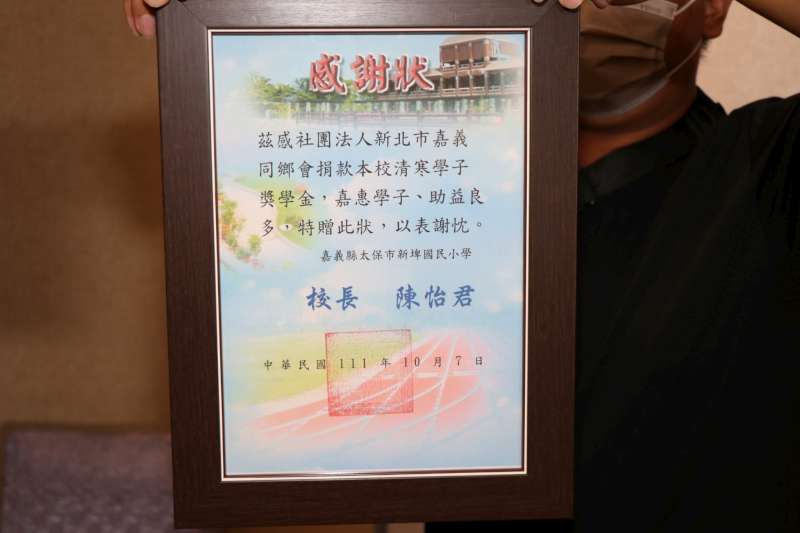 感謝狀
茲感社團法人新北市嘉義
同鄉會捐款本校清寒學子
獎學金，嘉惠學子、助益良
多，特贈此狀，以表謝忱。
嘉義縣太保市新埤國民小學
校長 陳怡君
中華民國 111 年 10 月 7 日